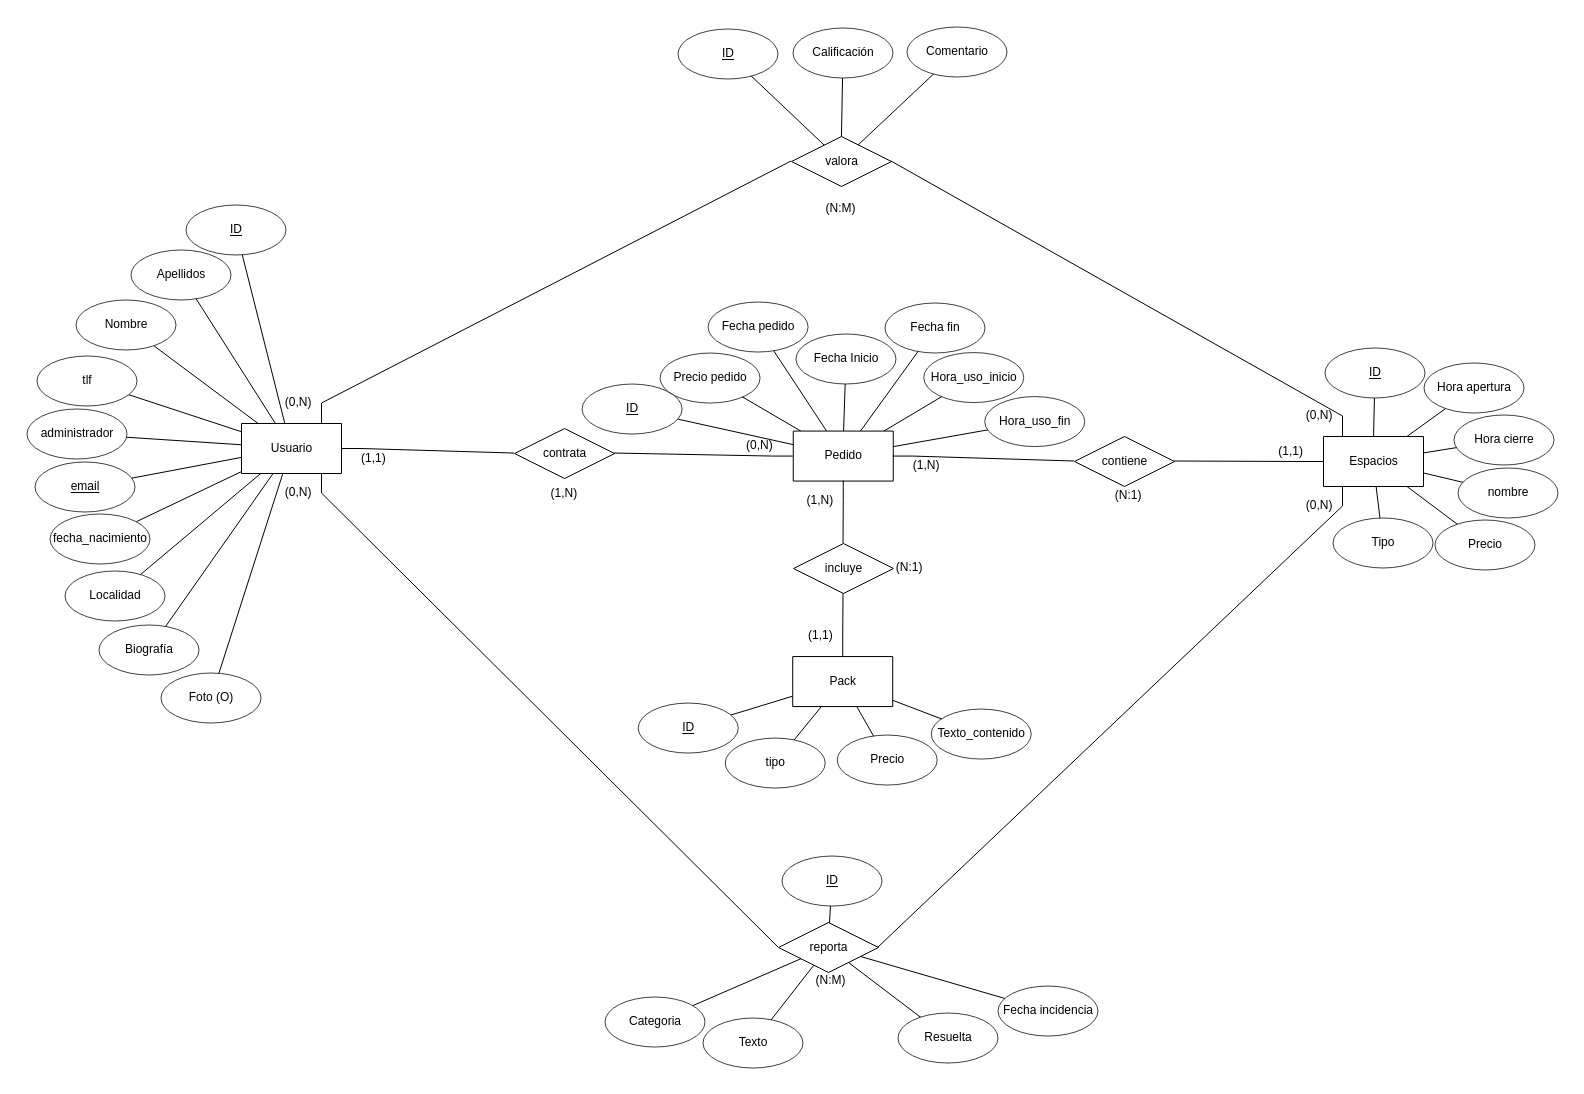 ID
Calificación
Comentario
valora
(N:M)
ID
Apellidos
Nombre
tlf
administrador
email
fecha_nacimiento
Localidad
Biografía
Foto (O)
(0,N)
Usuario
(1,1)
(0,N)
contrata
(1,N)
Fecha pedido
Fecha fin
Fecha Inicio
Precio pedido
Hora_uso_inicio
ID
Hora_uso_fin
(0,N)
Pedido
(1,N)
(1,N)
contiene
(N:1)
ID
Hora apertura
(0,N)
Hora cierre
(1,1)
Espacios
nombre
(0,N)
Tipo
Precio
incluye
(N:1)
(1,1)
Pack
ID
tipo
Precio
Texto_contenido
ID
reporta
(N:M)
Categoria
Texto
Resuelta
Fecha incidencia